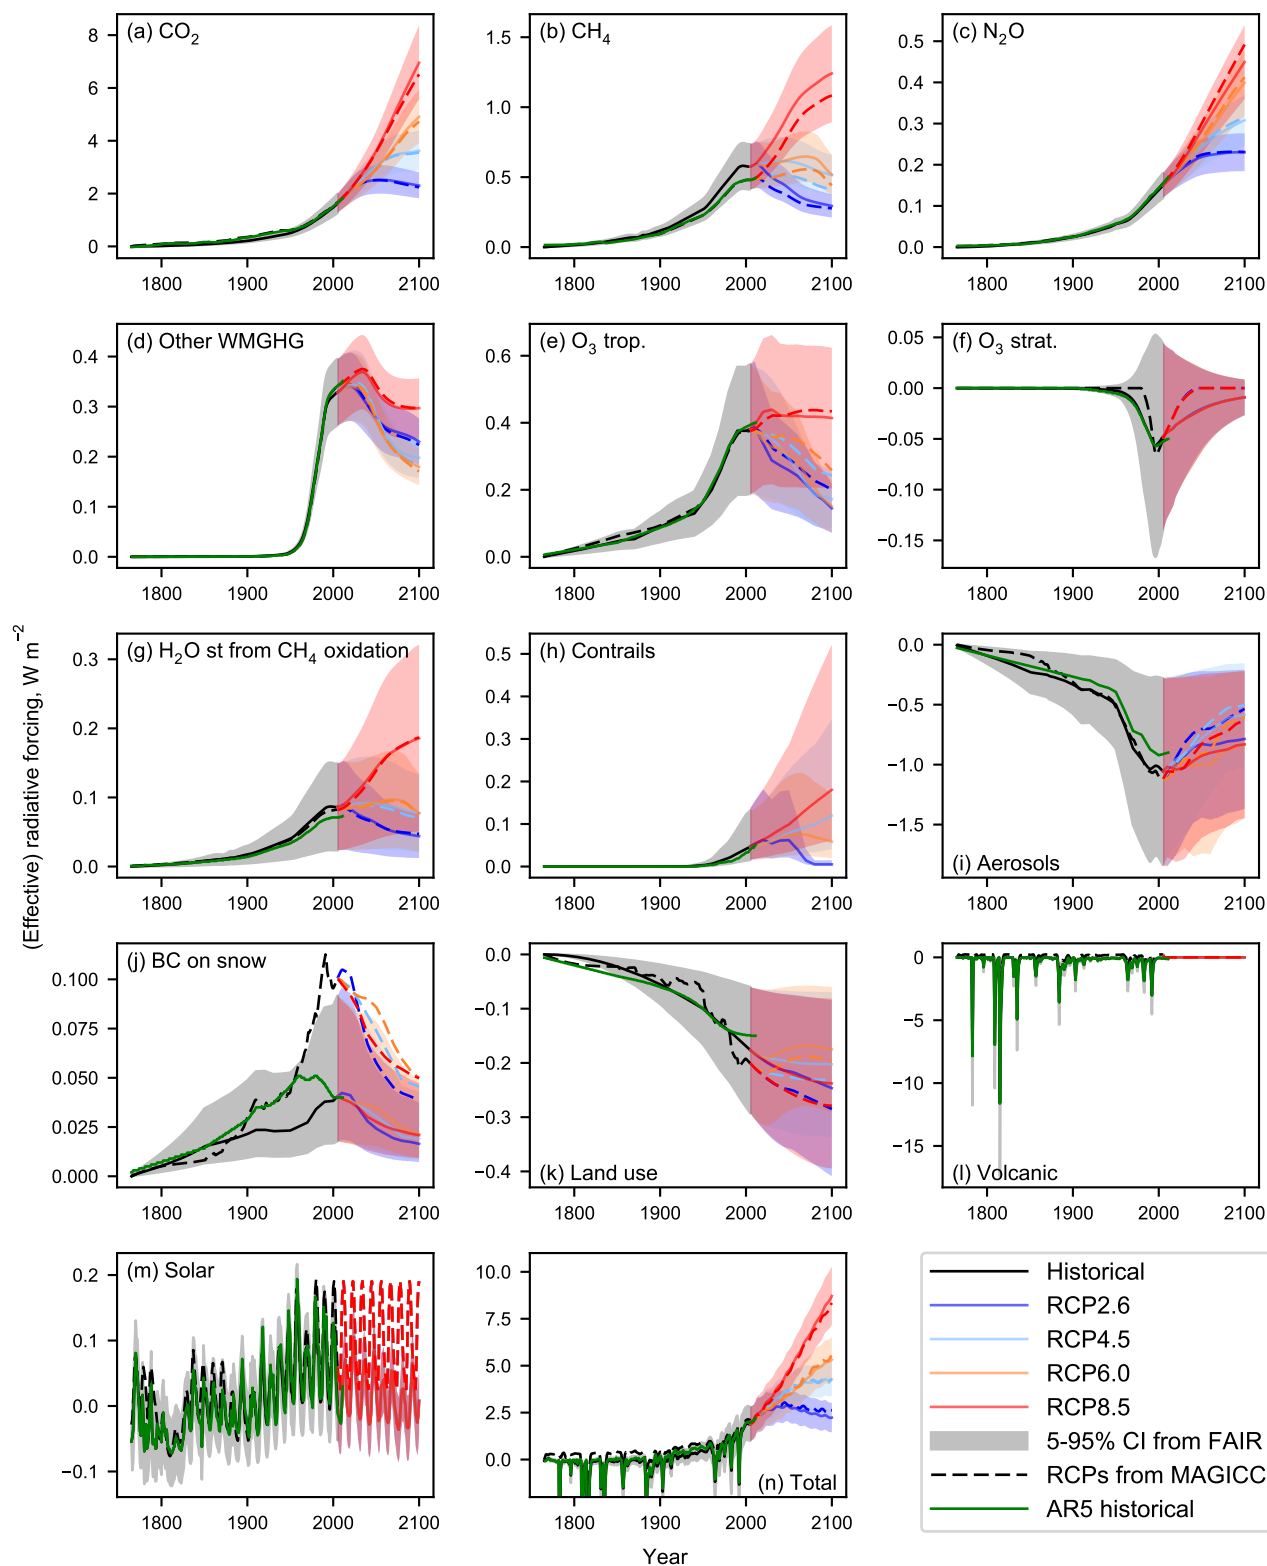 (Effective) radiative forcing, W m−2
(a) CO2
8
6
4
2
0
1800 1900 2000 2100
(b) CH4
1.5
1.0
0.5
0.0
1800 1900 2000 2100
(c) N2O
0.5
0.4
0.3
0.2
0.1
0.0
1800 1900 2000 2100
(d) Other WMGHG
0.4
0.3
0.2
0.1
0.0
1800 1900 2000 2100
(e) O3 trop.
0.6
0.4
0.2
0.0
1800 1900 2000 2100
(f) O3 strat.
0.05
0.00
−0.05
−0.10
−0.15
1800 1900 2000 2100
(g) H2O st from CH4 oxidation
0.3
0.2
0.1
0.0
1800 1900 2000 2100
(h) Contrails
0.5
0.4
0.3
0.2
0.1
0.0
1800 1900 2000 2100
0.0
−0.5
−1.0
−1.5
(i) Aerosols
1800 1900 2000 2100
(j) BC on snow
0.100
0.075
0.050
0.025
0.000
1800 1900 2000 2100
−0.0
−0.1
−0.2
−0.3
−0.4
(k) Land use
1800 1900 2000 2100
0
−5
−10
−15
(l) Volcanic
1800 1900 2000 2100
(m) Solar
0.2
0.1
0.0
−0.1
1800 1900 2000 2100
10.0
7.5
5.0
2.5
0.0
(n) Total
1800 1900 2000 2100
Historical
RCP2.6
RCP4.5
RCP6.0
RCP8.5
5-95% CI from FAIR
RCPs from MAGICC
AR5 historical
Year